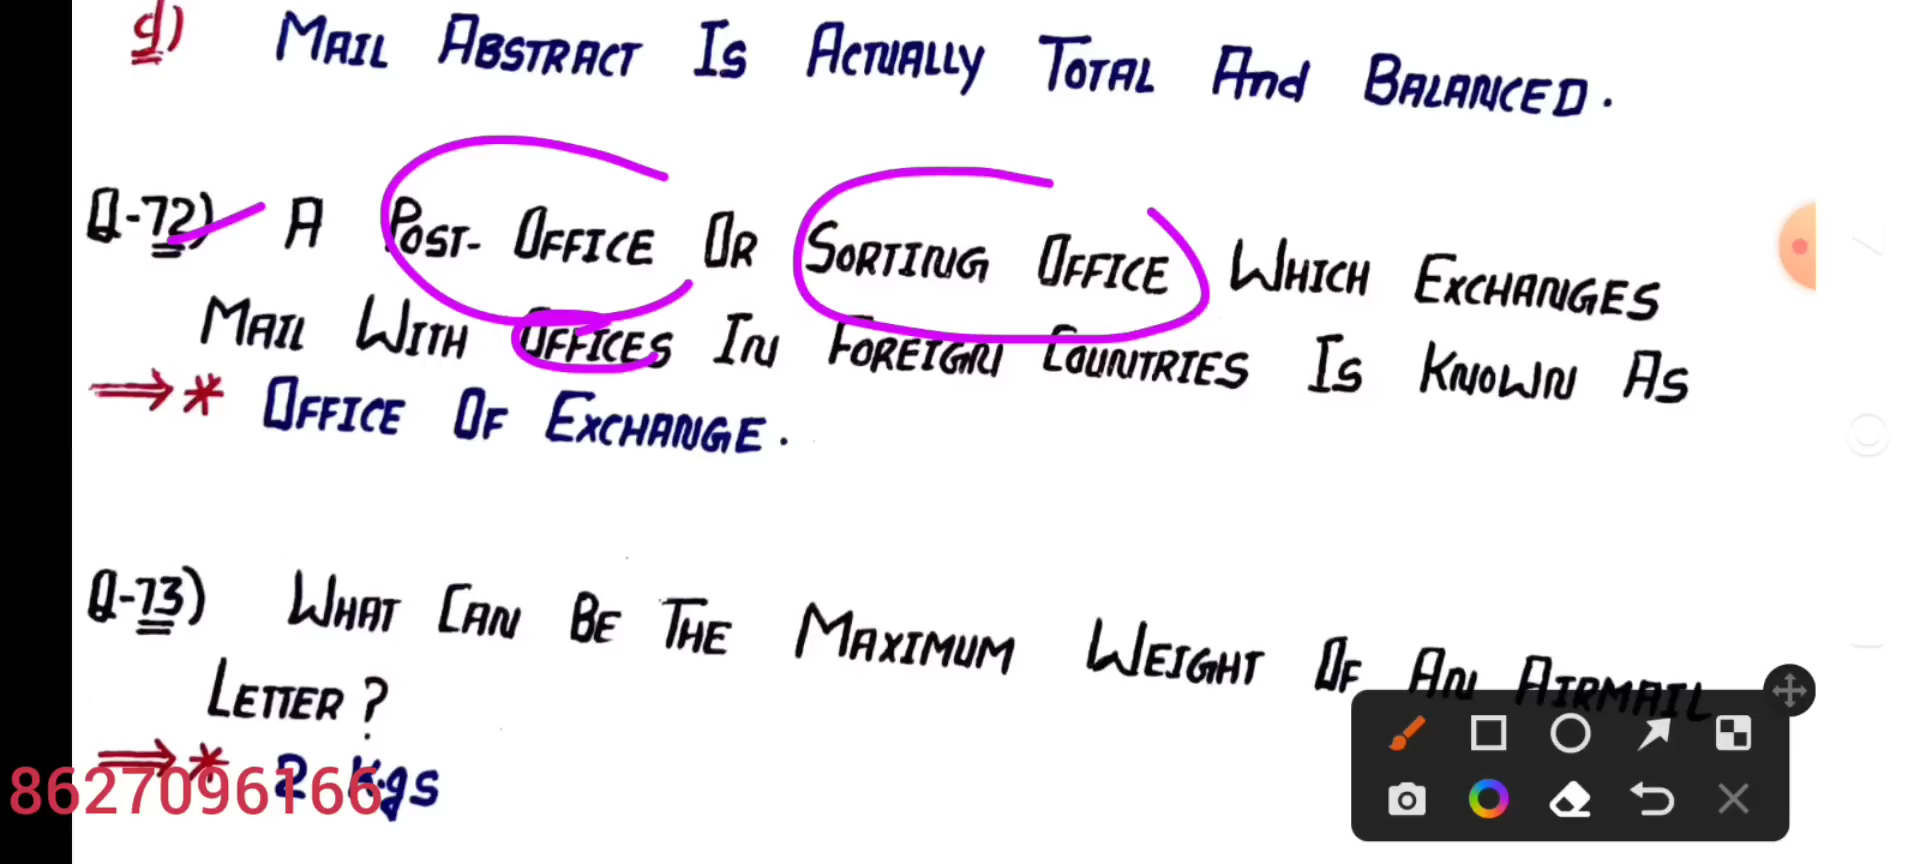 d) Mail Abstract Is Actually Total And Balanced.
Q-72) A Post-Office Or Sorting Office Which Exchanges
Mail With Offices In Foreign Countries Is Known As
⇒* Office Of Exchange.
Q-73) What Can Be The Maximum Weight Of An Airmail
Letter?
⇒* 2 Kgs
8627096166